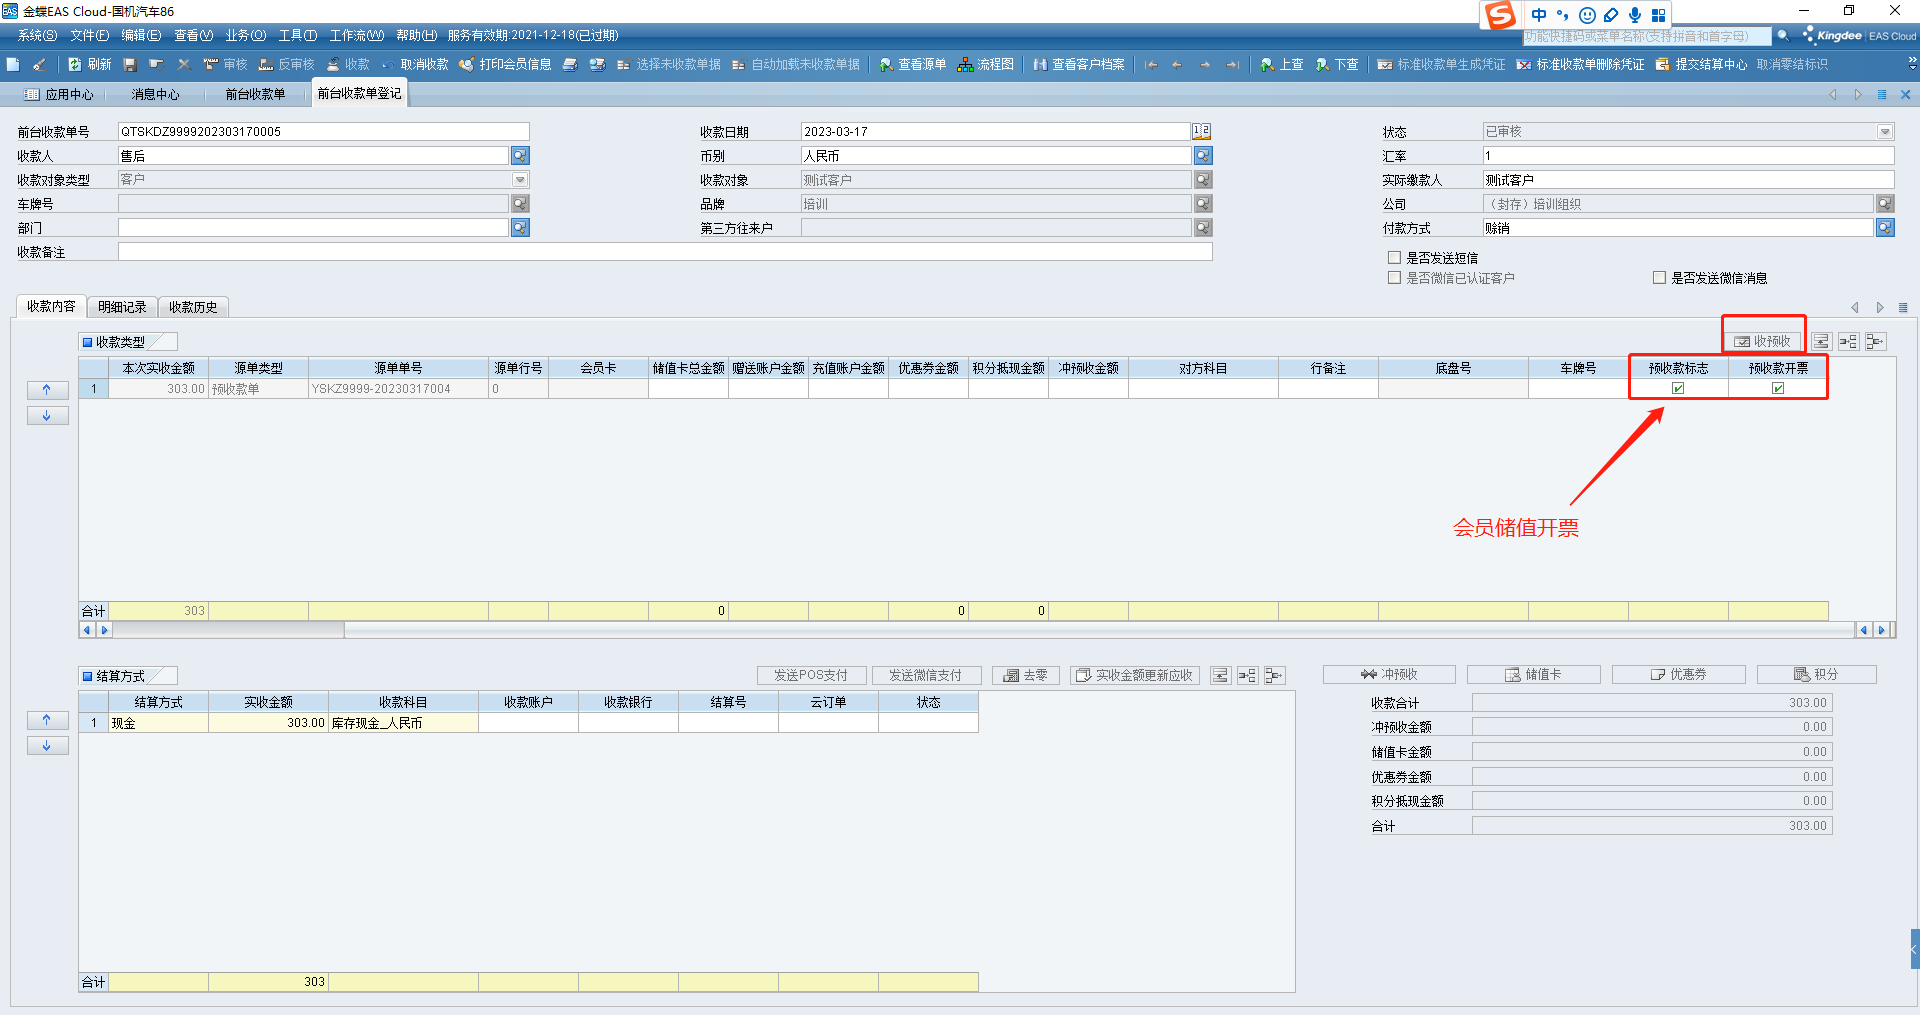 金蝶EAS Cloud-国机汽车86
中
系统(S) 文件(F) 编辑(E) 查看(V) 业务(O) 工具(T) 工作流(W) 帮助(H) 服务有效期:2021-12-18(已过期)
功能快捷码或菜单名称(支持拼音和首字母)
Kingdee EAS Cloud
刷新 审核 反审核 收款 取消收款 打印会员信息 选择未收款单据 自动加载未收款单据 查看源单 流程图 查看客户档案 上查 下查 标准收款单生成凭证 标准收款单删除凭证 提交结算中心 取消零结标识
应用中心 消息中心 前台收款单 前台收款单登记
前台收款单号 QTSKDZ9999202303170005 收款日期 2023-03-17 状态 已审核
收款人 售后 币别 人民币 汇率 1
收款对象类型 客户 收款对象 测试客户 实际缴款人 测试客户
车牌号 品牌 培训 公司 （封存）培训组织
部门 第三方往来户 付款方式 赊销
收款备注
是否发送短信
是否微信已认证客户 是否发送微信消息
收款内容 明细记录 收款历史
收款类型 收预收
本次实收金额 源单类型 源单单号 源单行号 会员卡 储值卡总金额 赠送账户金额 充值账户金额 优惠券金额 积分抵现金额 冲预收金额 对方科目 行备注 底盘号 车牌号 预收款标志 预收款开票
1 303.00 预收款单 YSKZ9999-20230317004 0
会员储值开票
合计 303 0 0 0
结算方式 发送POS支付 发送微信支付 去零 实收金额更新应收 冲预收 储值卡 优惠券 积分
结算方式 实收金额 收款科目 收款账户 收款银行 结算号 云订单 状态
1 现金 303.00 库存现金_人民币
收款合计 303.00
冲预收金额 0.00
储值卡金额 0.00
优惠券金额 0.00
积分抵现金额 0.00
合计 303.00
合计 303